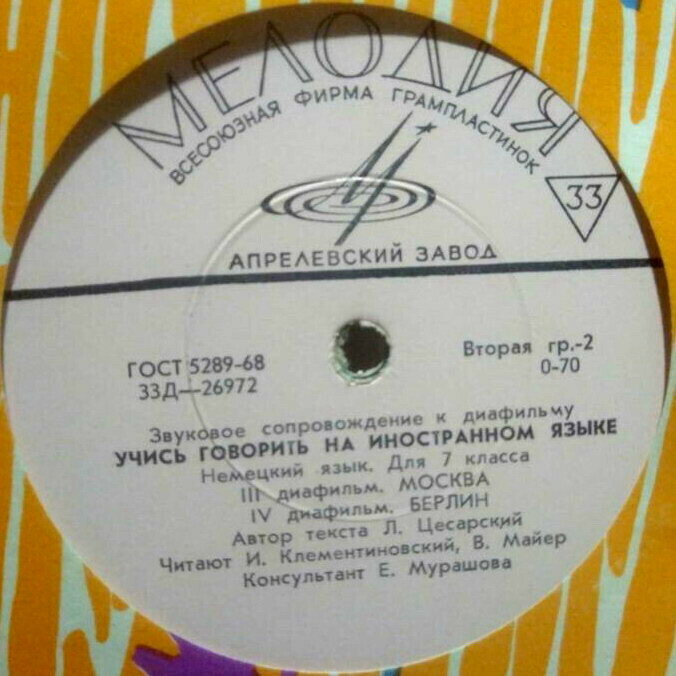 МЕЛОДИЯ
ВСЕСОЮЗНАЯ ФИРМА ГРАМПЛАСТИНОК
33
АПРЕЛЕВСКИЙ ЗАВОД
ГОСТ 5289-68
33Д—26972
Вторая гр.-2
0-70
Звуковое сопровождение к диафильму
УЧИСЬ ГОВОРИТЬ НА ИНОСТРАННОМ ЯЗЫКЕ
Немецкий язык. Для 7 класса
III диафильм. МОСКВА
IV диафильм. БЕРЛИН
Автор текста Л. Цесарский
Читают И. Клементиновский, В. Майер
Консультант Е. Мурашова